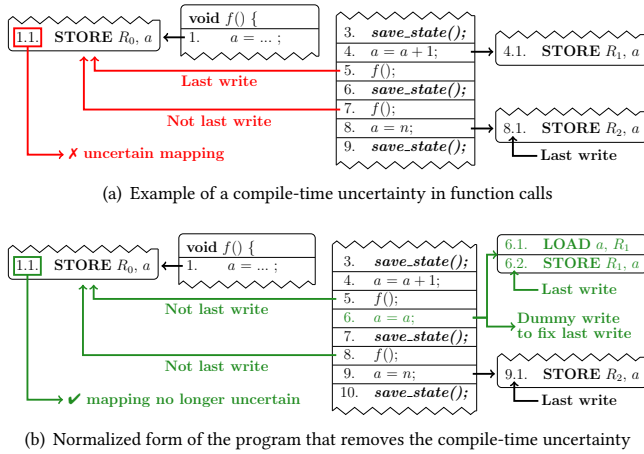 void f() {
1.1. STORE R0, a
1. a = ... ;
3. save_state();
4. a = a + 1;
4.1. STORE R1, a
5. f();
Last write
6. save_state();
7. f();
Not last write
8. a = n;
8.1. STORE R2, a
9. save_state();
Last write
✗ uncertain mapping
(a) Example of a compile-time uncertainty in function calls
void f() {
1.1. STORE R0, a
1. a = ... ;
3. save_state();
4. a = a + 1;
5. f();
Not last write
6. a = a;
6.1. LOAD a, R1
6.2. STORE R1, a
Last write
Dummy write
to fix last write
7. save_state();
8. f();
Not last write
9. a = n;
9.1. STORE R2, a
10. save_state();
Last write
✔ mapping no longer uncertain
(b) Normalized form of the program that removes the compile-time uncertainty